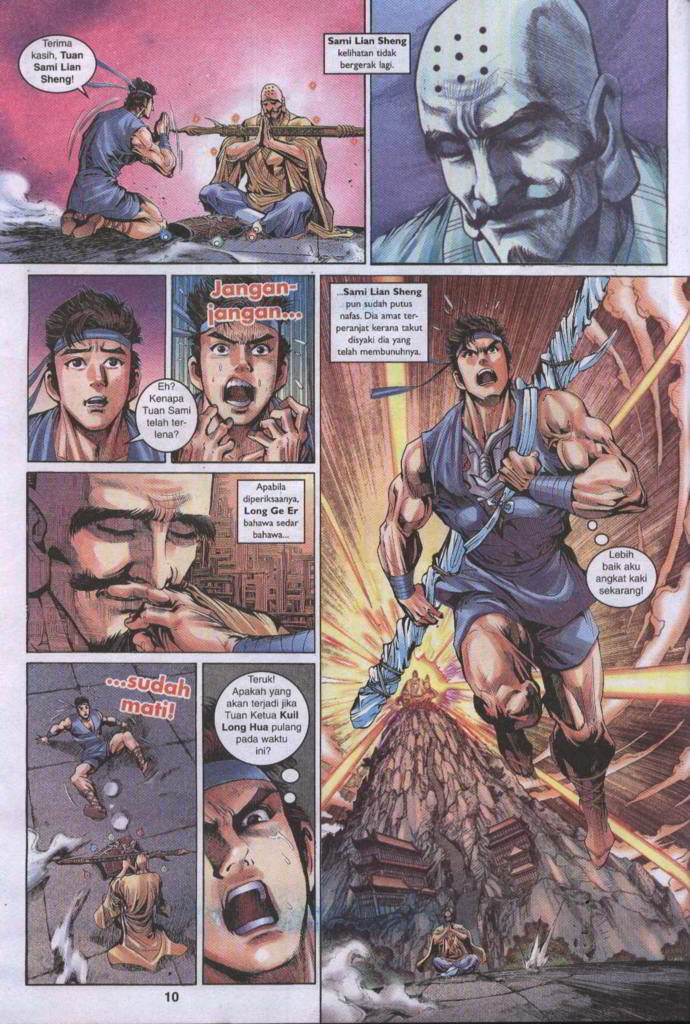 Terima
kasih, Tuan
Sami Lian
Sheng!
Sami Lian Sheng
kelihatan tidak
bergerak lagi.
Eh?
Kenapa
Tuan Sami
telah ter-
lena?
Jangan-
jangan...
Apabila
diperiksaanya,
Long Ge Er
bahawa sedar
bahawa...
...sudah
mati!
Teruk!
Apakah yang
akan terjadi jika
Tuan Ketua Kuil
Long Hua pulang
pada waktu
ini?
...Sami Lian Sheng
pun sudah putus
nafas. Dia amat ter-
peranjat kerana takut
disyaki dia yang
telah membunuhnya.
Lebih
baik aku
angkat kaki
sekarang!
10